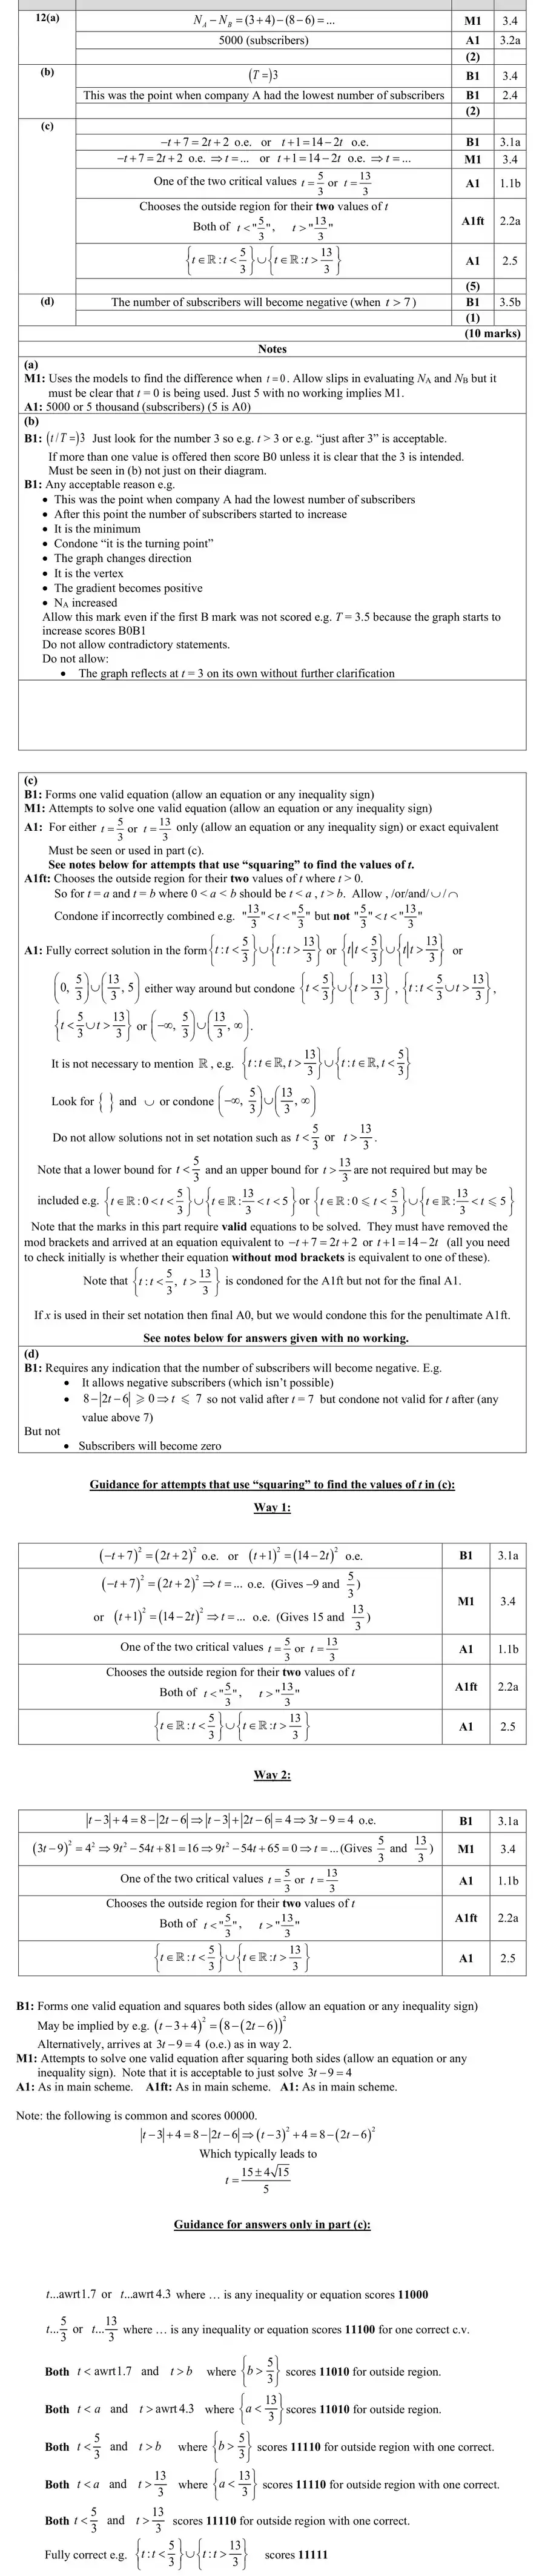 12(a) N_A − N_B = (3+4)−(8−6) = ... M1 3.4
5000 (subscribers) A1 3.2a
(2)
(b) (T =)3 B1 3.4
This was the point when company A had the lowest number of subscribers B1 2.4
(2)
(c)
−t+7 = 2t+2 o.e. or t+1 = 14−2t o.e. B1 3.1a
−t+7 = 2t+2 o.e. ⇒ t = ... or t+1 = 14−2t o.e. ⇒ t = ... M1 3.4
One of the two critical values t = 5/3 or t = 13/3 A1 1.1b
Chooses the outside region for their two values of t
Both of t < "5/3", t > "13/3" A1ft 2.2a
{t ∈ ℝ : t < 5/3} ∪ {t ∈ ℝ : t > 13/3} A1 2.5
(5)
(d) The number of subscribers will become negative (when t > 7) B1 3.5b
(1)
(10 marks)
Notes
(a)
M1: Uses the models to find the difference when t = 0. Allow slips in evaluating N_A and N_B but it
must be clear that t = 0 is being used. Just 5 with no working implies M1.
A1: 5000 or 5 thousand (subscribers) (5 is A0)
(b)
B1: (t / T =)3 Just look for the number 3 so e.g. t > 3 or e.g. “just after 3” is acceptable.
If more than one value is offered then score B0 unless it is clear that the 3 is intended.
Must be seen in (b) not just on their diagram.
B1: Any acceptable reason e.g.
• This was the point when company A had the lowest number of subscribers
• After this point the number of subscribers started to increase
• It is the minimum
• Condone “it is the turning point”
• The graph changes direction
• It is the vertex
• The gradient becomes positive
• N_A increased
Allow this mark even if the first B mark was not scored e.g. T = 3.5 because the graph starts to
increase scores B0B1
Do not allow contradictory statements.
Do not allow:
• The graph reflects at t = 3 on its own without further clarification
(c)
B1: Forms one valid equation (allow an equation or any inequality sign)
M1: Attempts to solve one valid equation (allow an equation or any inequality sign)
A1: For either t = 5/3 or t = 13/3 only (allow an equation or any inequality sign) or exact equivalent
Must be seen or used in part (c).
See notes below for attempts that use “squaring” to find the values of t.
A1ft: Chooses the outside region for their two values of t where t > 0.
So for t = a and t = b where 0 < a < b should be t < a , t > b. Allow , /or/and/∪/∩
Condone if incorrectly combined e.g. "13/3" < t < "5/3" but not "5/3" < t < "13/3"
A1: Fully correct solution in the form {t : t < 5/3} ∪ {t : t > 13/3} or {t | t < 5/3} ∪ {t | t > 13/3} or
(0, 5/3) ∪ (13/3, 5) either way around but condone {t < 5/3} ∪ {t > 13/3} , {t : t < 5/3 ∪ t > 13/3} ,
{t < 5/3 ∪ t > 13/3} or (−∞, 5/3) ∪ (13/3, ∞).
It is not necessary to mention ℝ, e.g. {t : t ∈ ℝ, t > 13/3} ∪ {t : t ∈ ℝ, t < 5/3}
Look for { } and ∪ or condone (−∞, 5/3) ∪ (13/3, ∞)
Do not allow solutions not in set notation such as t < 5/3 or t > 13/3.
Note that a lower bound for t < 5/3 and an upper bound for t > 13/3 are not required but may be
included e.g. {t ∈ ℝ : 0 < t < 5/3} ∪ {t ∈ ℝ : 13/3 < t < 5} or {t ∈ ℝ : 0 ⩽ t < 5/3} ∪ {t ∈ ℝ : 13/3 < t ⩽ 5}
Note that the marks in this part require valid equations to be solved. They must have removed the
mod brackets and arrived at an equation equivalent to −t+7 = 2t+2 or t+1 = 14−2t (all you need
to check initially is whether their equation without mod brackets is equivalent to one of these).
Note that {t : t < 5/3, t > 13/3} is condoned for the A1ft but not for the final A1.
If x is used in their set notation then final A0, but we would condone this for the penultimate A1ft.
See notes below for answers given with no working.
(d)
B1: Requires any indication that the number of subscribers will become negative. E.g.
• It allows negative subscribers (which isn’t possible)
• 8−|2t−6| ⩾ 0 ⇒ t ⩽ 7 so not valid after t = 7 but condone not valid for t after (any
value above 7)
But not
• Subscribers will become zero
Guidance for attempts that use “squaring” to find the values of t in (c):
Way 1:
(−t+7)² = (2t+2)² o.e. or (t+1)² = (14−2t)² o.e. B1 3.1a
(−t+7)² = (2t+2)² ⇒ t = ... o.e. (Gives −9 and 5/3)
or (t+1)² = (14−2t)² ⇒ t = ... o.e. (Gives 15 and 13/3) M1 3.4
One of the two critical values t = 5/3 or t = 13/3 A1 1.1b
Chooses the outside region for their two values of t
Both of t < "5/3", t > "13/3" A1ft 2.2a
{t ∈ ℝ : t < 5/3} ∪ {t ∈ ℝ : t > 13/3} A1 2.5
Way 2:
|t−3|+4 = 8−|2t−6| ⇒ |t−3|+|2t−6| = 4 ⇒ 3t−9 = 4 o.e. B1 3.1a
(3t−9)² = 4² ⇒ 9t²−54t+81 = 16 ⇒ 9t²−54t+65 = 0 ⇒ t = ... (Gives 5/3 and 13/3) M1 3.4
One of the two critical values t = 5/3 or t = 13/3 A1 1.1b
Chooses the outside region for their two values of t
Both of t < "5/3", t > "13/3" A1ft 2.2a
{t ∈ ℝ : t < 5/3} ∪ {t ∈ ℝ : t > 13/3} A1 2.5
B1: Forms one valid equation and squares both sides (allow an equation or any inequality sign)
May be implied by e.g. (t−3+4)² = (8−(2t−6))²
Alternatively, arrives at 3t−9 = 4 (o.e.) as in way 2.
M1: Attempts to solve one valid equation after squaring both sides (allow an equation or any
inequality sign). Note that it is acceptable to just solve 3t−9 = 4
A1: As in main scheme. A1ft: As in main scheme. A1: As in main scheme.
Note: the following is common and scores 00000.
|t−3|+4 = 8−|2t−6| ⇒ (t−3)²+4 = 8−(2t−6)²
Which typically leads to
t = (15±4√15)/5
Guidance for answers only in part (c):
t...awrt1.7 or t...awrt 4.3 where … is any inequality or equation scores 11000
t...5/3 or t...13/3 where … is any inequality or equation scores 11100 for one correct c.v.
Both t < awrt1.7 and t > b where {b > 5/3} scores 11010 for outside region.
Both t < a and t > awrt 4.3 where {a < 13/3} scores 11010 for outside region.
Both t < 5/3 and t > b where {b > 5/3} scores 11110 for outside region with one correct.
Both t < a and t > 13/3 where {a < 13/3} scores 11110 for outside region with one correct.
Both t < 5/3 and t > 13/3 scores 11110 for outside region with one correct.
Fully correct e.g. {t : t < 5/3} ∪ {t : t > 13/3} scores 11111